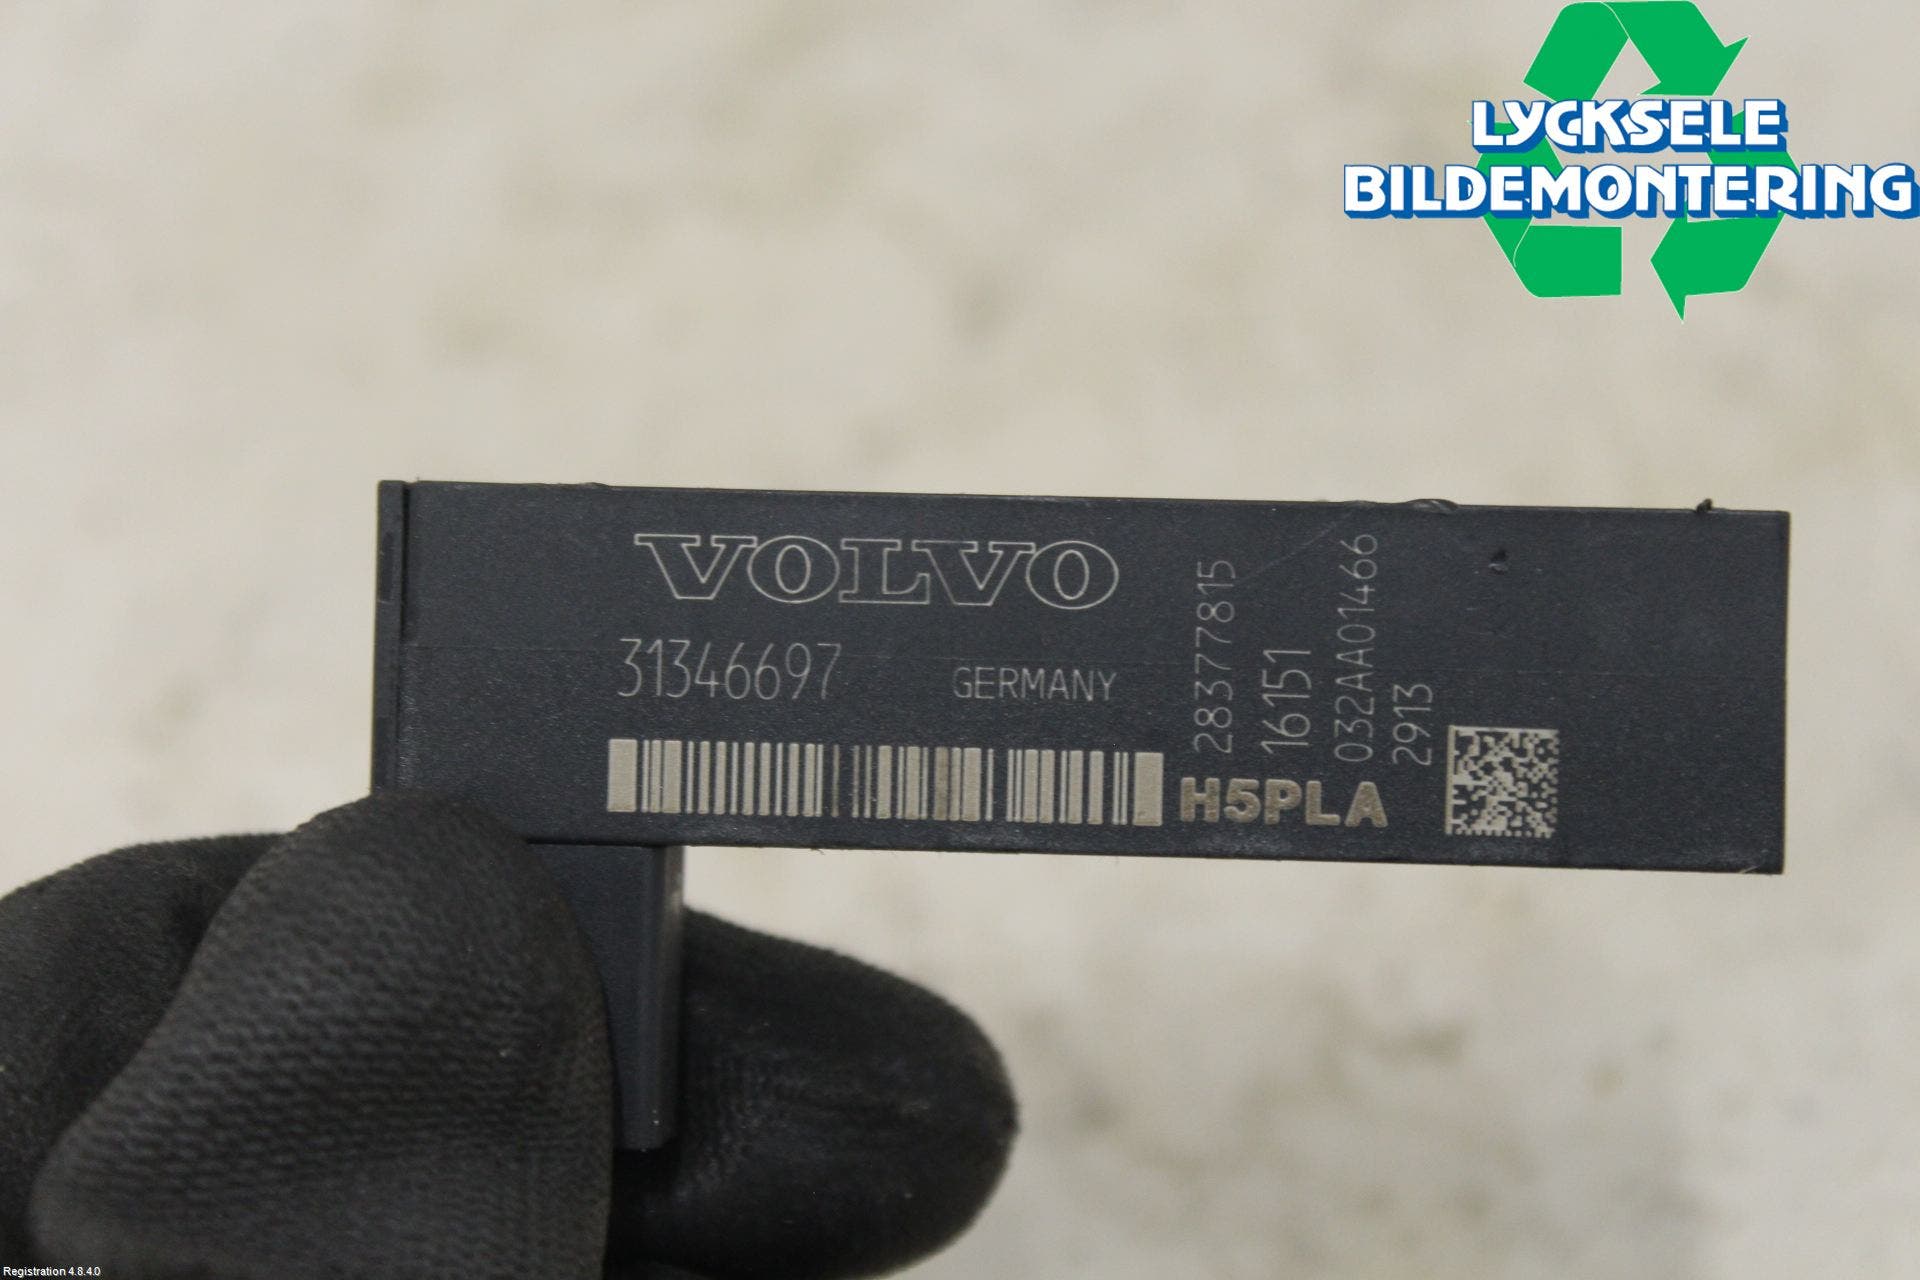 LYCKSELE
BILDEMONTERING
VOLVO
31346697
GERMANY
28377815
16151
032AA01466
2913
H5PLA
Registration 4.8.4.0